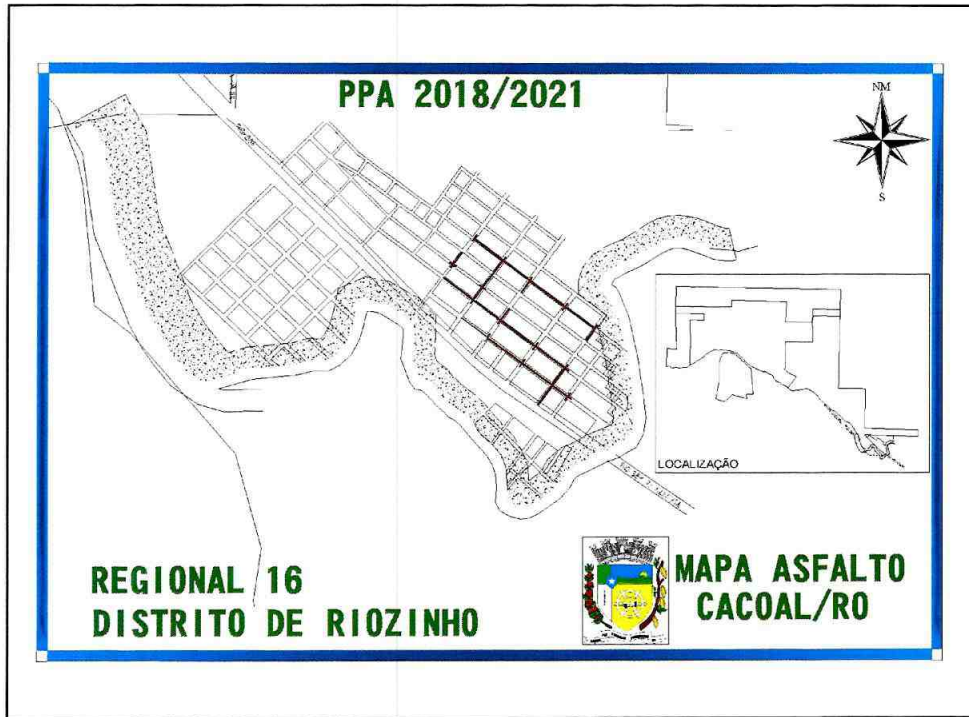 PPA 2018/2021
NM
S
LOCALIZAÇÃO
REGIONAL 16
DISTRITO DE RIOZINHO
MAPA ASFALTO
CACOAL/RO